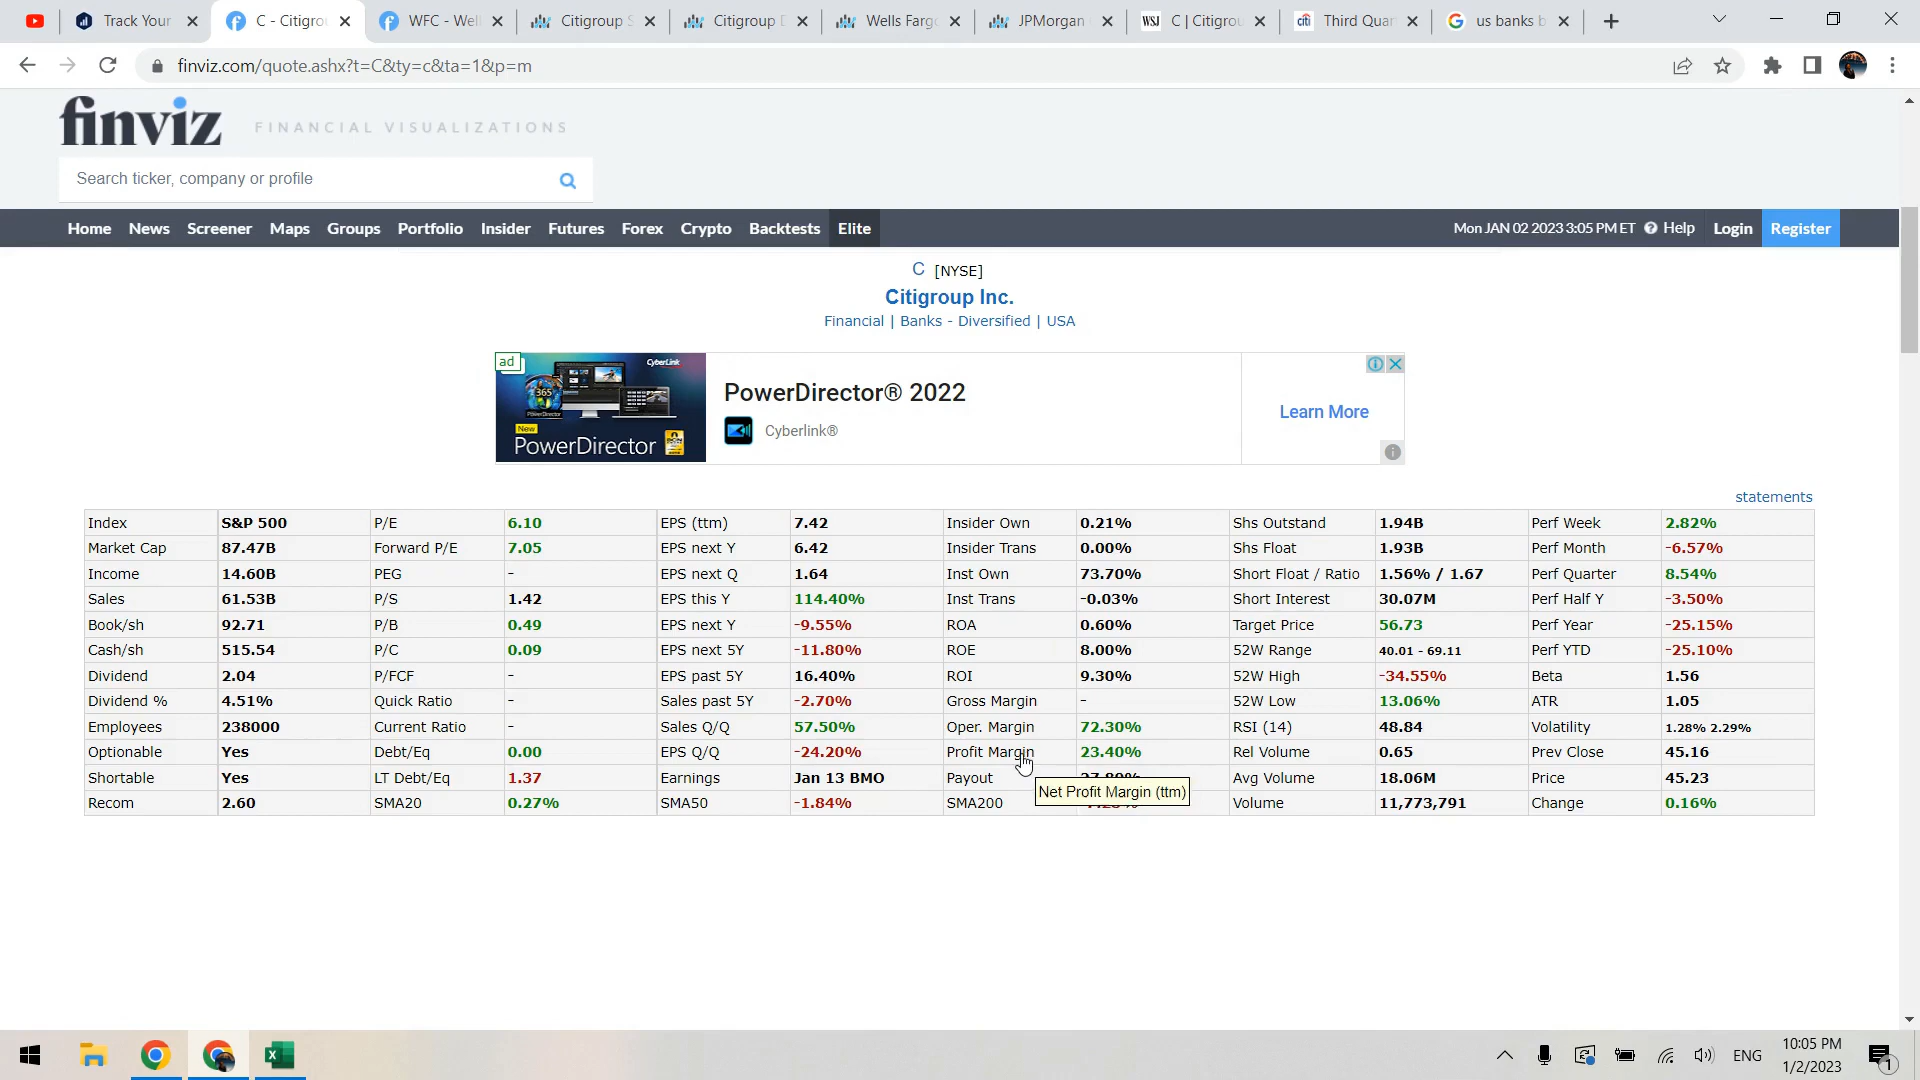 Track Your
C - Citigro
WFC - Well
Citigroup S
Citigroup D
Wells Farg
JPMorgan
WSJ C | Citigrou
citi Third Quar
us banks b
finviz.com/quote.ashx?t=C&ty=c&ta=1&p=m
finviz FINANCIAL VISUALIZATIONS
Search ticker, company or profile
Home News Screener Maps Groups Portfolio Insider Futures Forex Crypto Backtests Elite Mon JAN 02 2023 3:05 PM ET Help Login Register
C [NYSE]
Citigroup Inc.
Financial | Banks - Diversified | USA
ad
CyberLink
365
New
PowerDirector
PowerDirector® 2022
Cyberlink®
Learn More
statements
Index S&P 500 P/E 6.10 EPS (ttm) 7.42 Insider Own 0.21% Shs Outstand 1.94B Perf Week 2.82%
Market Cap 87.47B Forward P/E 7.05 EPS next Y 6.42 Insider Trans 0.00% Shs Float 1.93B Perf Month -6.57%
Income 14.60B PEG - EPS next Q 1.64 Inst Own 73.70% Short Float / Ratio 1.56% / 1.67 Perf Quarter 8.54%
Sales 61.53B P/S 1.42 EPS this Y 114.40% Inst Trans -0.03% Short Interest 30.07M Perf Half Y -3.50%
Book/sh 92.71 P/B 0.49 EPS next Y -9.55% ROA 0.60% Target Price 56.73 Perf Year -25.15%
Cash/sh 515.54 P/C 0.09 EPS next 5Y -11.80% ROE 8.00% 52W Range 40.01 - 69.11 Perf YTD -25.10%
Dividend 2.04 P/FCF - EPS past 5Y 16.40% ROI 9.30% 52W High -34.55% Beta 1.56
Dividend % 4.51% Quick Ratio - Sales past 5Y -2.70% Gross Margin - 52W Low 13.06% ATR 1.05
Employees 238000 Current Ratio - Sales Q/Q 57.50% Oper. Margin 72.30% RSI (14) 48.84 Volatility 1.28% 2.29%
Optionable Yes Debt/Eq 0.00 EPS Q/Q -24.20% Profit Margin 23.40% Rel Volume 0.65 Prev Close 45.16
Shortable Yes LT Debt/Eq 1.37 Earnings Jan 13 BMO Payout Avg Volume 18.06M Price 45.23
Net Profit Margin (ttm)
Recom 2.60 SMA20 0.27% SMA50 -1.84% SMA200 Volume 11,773,791 Change 0.16%
ENG
10:05 PM
1/2/2023
1